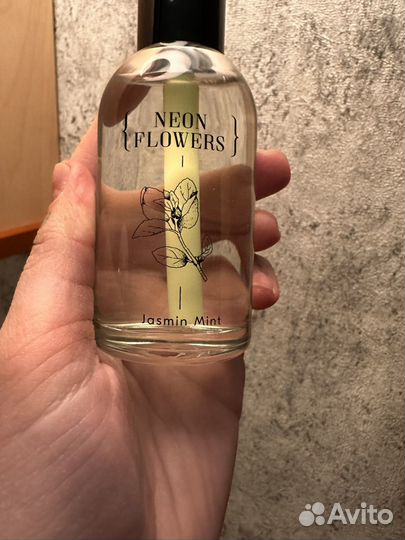 { NEON
FLOWERS }
Jasmin Mint
Avito